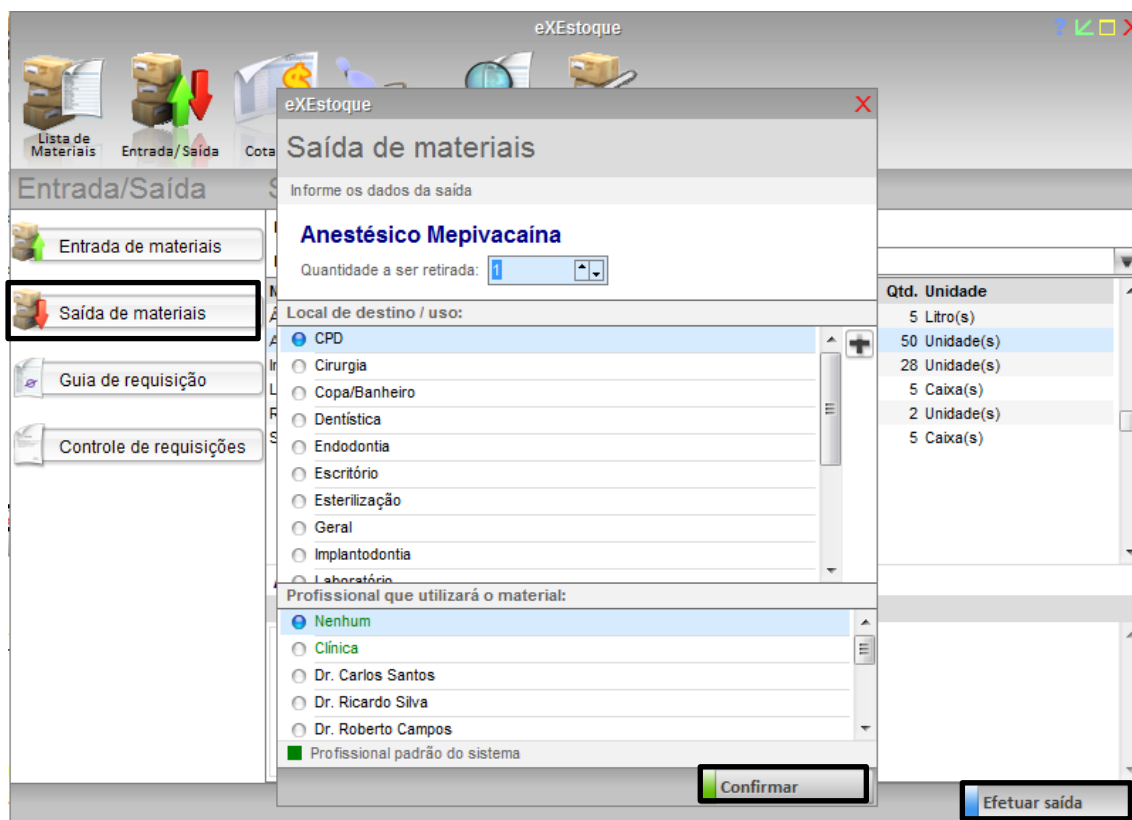 eXEstoque
?
Lista de
Materiais
Entrada/Saída
Cota
Entrada/Saída
S
Entrada de materiais
Saída de materiais
Guia de requisição
Controle de requisições
eXEstoque
X
Saída de materiais
Informe os dados da saída
Anestésico Mepivacaína
Quantidade a ser retirada: 1
Local de destino / uso:
CPD
Cirurgia
Copa/Banheiro
Dentística
Endodontia
Escritório
Esterilização
Geral
Implantodontia
Laboratório
Profissional que utilizará o material:
Nenhum
Clínica
Dr. Carlos Santos
Dr. Ricardo Silva
Dr. Roberto Campos
Profissional padrão do sistema
Confirmar
Qtd. Unidade
5 Litro(s)
50 Unidade(s)
28 Unidade(s)
5 Caixa(s)
2 Unidade(s)
5 Caixa(s)
Efetuar saída